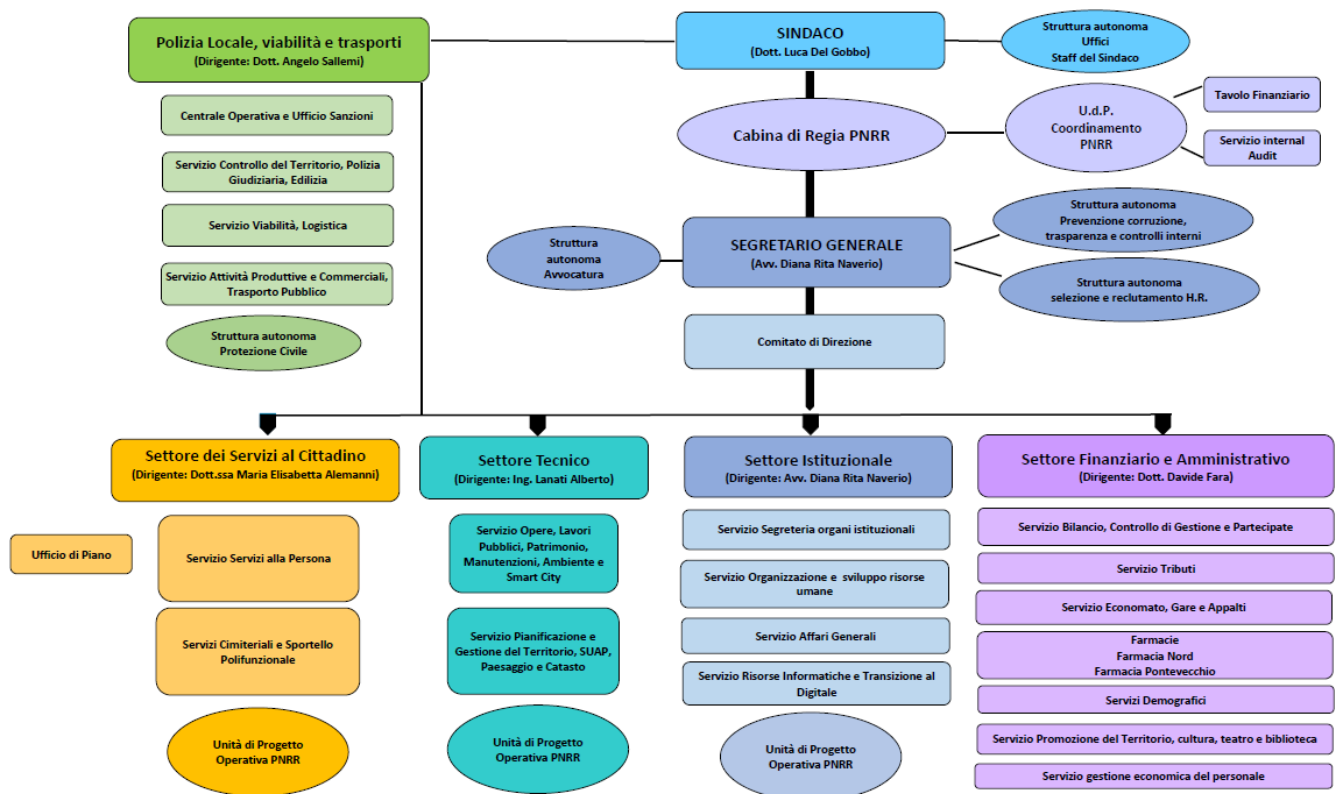 Polizia Locale, viabilità e trasporti
(Dirigente: Dott. Angelo Sallemi)
SINDACO
(Dott. Luca Del Gobbo)
Struttura autonoma
Uffici
Staff del Sindaco
Centrale Operativa e Ufficio Sanzioni
Servizio Controllo del Territorio, Polizia
Giudiziaria, Edilizia
Servizio Viabilità, Logistica
Servizio Attività Produttive e Commerciali,
Trasporto Pubblico
Struttura autonoma
Protezione Civile
Cabina di Regia PNRR
U.d.P.
Coordinamento
PNRR
Tavolo Finanziario
Servizio internal
Audit
Struttura
autonoma
Avvocatura
SEGRETARIO GENERALE
(Avv. Diana Rita Naverio)
Struttura autonoma
Prevenzione corruzione,
trasparenza e controlli interni
Struttura autonoma
selezione e reclutamento H.R.
Comitato di Direzione
Settore dei Servizi al Cittadino
(Dirigente: Dott.ssa Maria Elisabetta Alemanni)
Ufficio di Piano
Servizio Servizi alla Persona
Servizi Cimiteriali e Sportello
Polifunzionale
Unità di Progetto
Operativa PNRR
Settore Tecnico
(Dirigente: Ing. Lanati Alberto)
Servizio Opere, Lavori
Pubblici, Patrimonio,
Manutenzioni, Ambiente e
Smart City
Servizio Pianificazione e
Gestione del Territorio, SUAP,
Paesaggio e Catasto
Unità di Progetto
Operativa PNRR
Settore Istituzionale
(Dirigente: Avv. Diana Rita Naverio)
Servizio Segreteria organi istituzionali
Servizio Organizzazione e sviluppo risorse
umane
Servizio Affari Generali
Servizio Risorse Informatiche e Transizione al
Digitale
Unità di Progetto
Operativa PNRR
Settore Finanziario e Amministrativo
(Dirigente: Dott. Davide Fara)
Servizio Bilancio, Controllo di Gestione e Partecipate
Servizio Tributi
Servizio Economato, Gare e Appalti
Farmacie
Farmacia Nord
Farmacia Pontevecchio
Servizi Demografici
Servizio Promozione del Territorio, cultura, teatro e biblioteca
Servizio gestione economica del personale